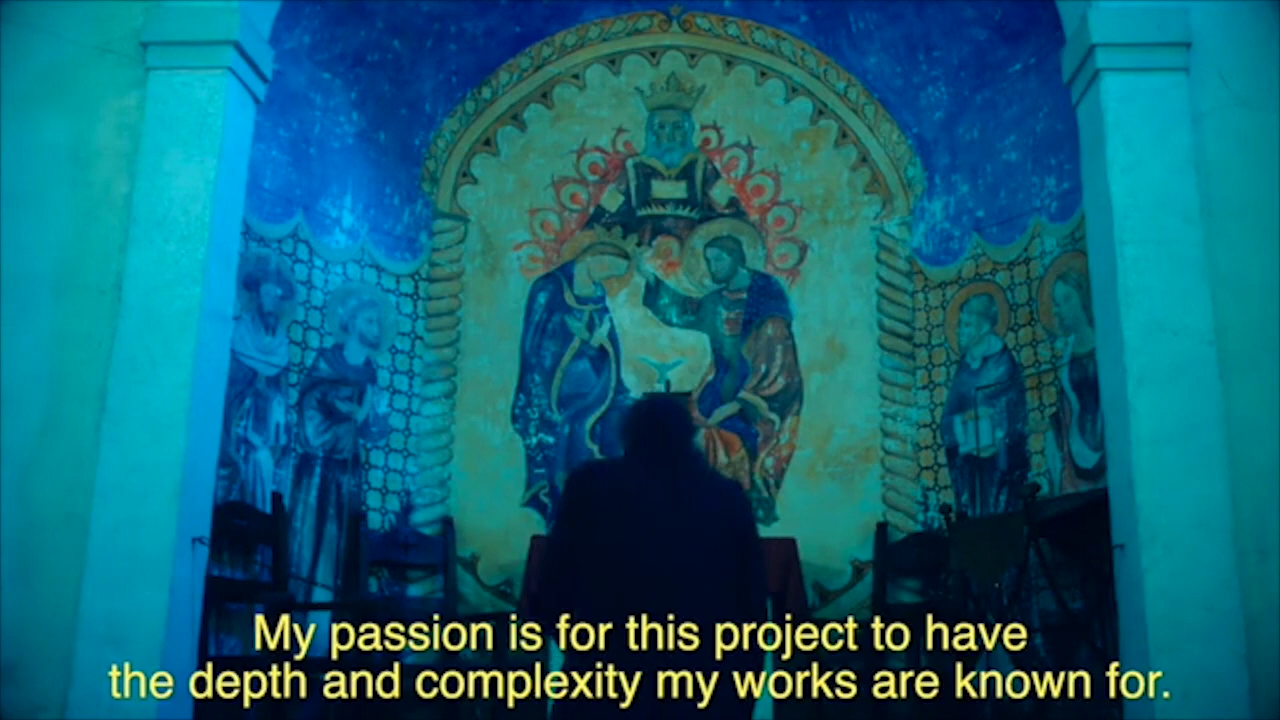 My passion is for this project to have
the depth and complexity my works are known for.